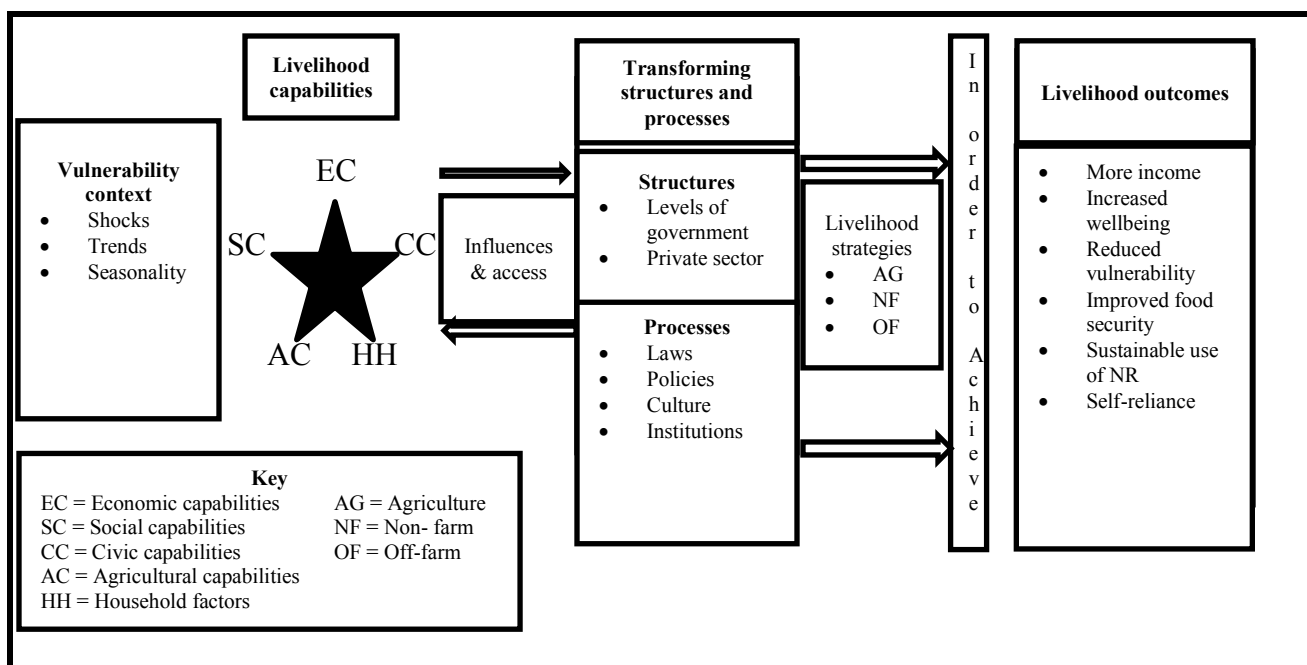 Livelihood
capabilities
Vulnerability
context
• Shocks
• Trends
• Seasonality
EC
SC
CC
AC
HH
Influences
& access
Transforming
structures and
processes
Structures
• Levels of
government
• Private sector
Processes
• Laws
• Policies
• Culture
• Institutions
Livelihood
strategies
• AG
• NF
• OF
In order to Achieve
Livelihood outcomes
• More income
• Increased
wellbeing
• Reduced
vulnerability
• Improved food
security
• Sustainable use
of NR
• Self-reliance
Key
EC = Economic capabilities
SC = Social capabilities
CC = Civic capabilities
AC = Agricultural capabilities
HH = Household factors
AG = Agriculture
NF = Non- farm
OF = Off-farm